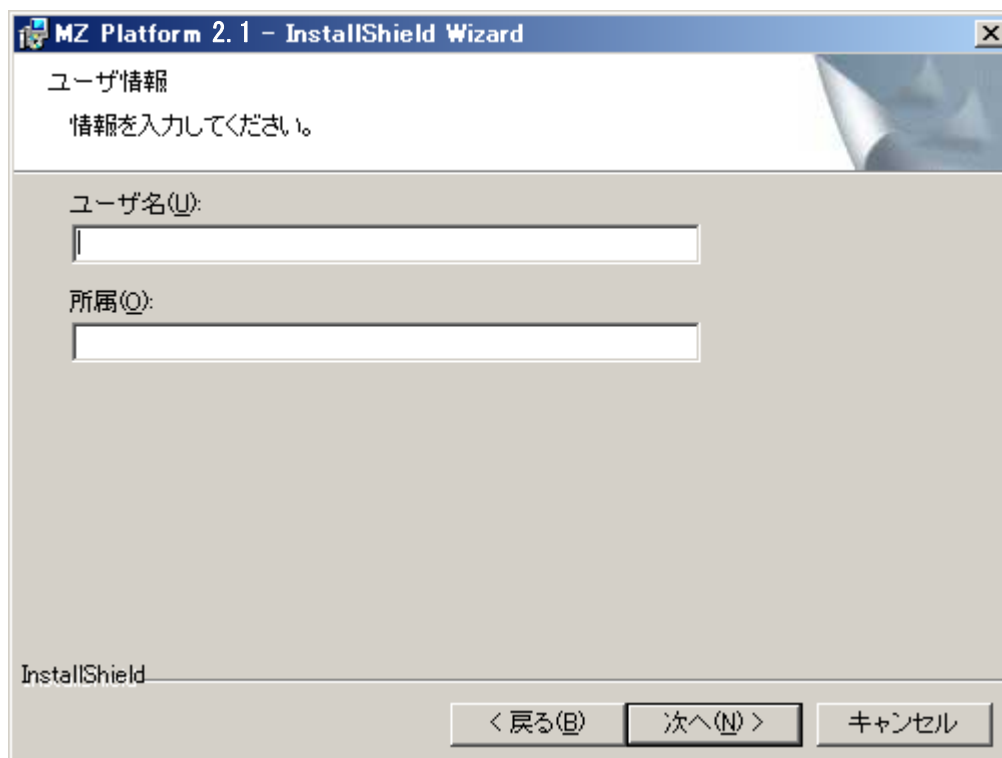 MZ Platform 2.1 - InstallShield Wizard
ユーザ情報
情報を入力してください。
ユーザ名(U):
所属(O):
InstallShield
< 戻る(B)
次へ(N) >
キャンセル